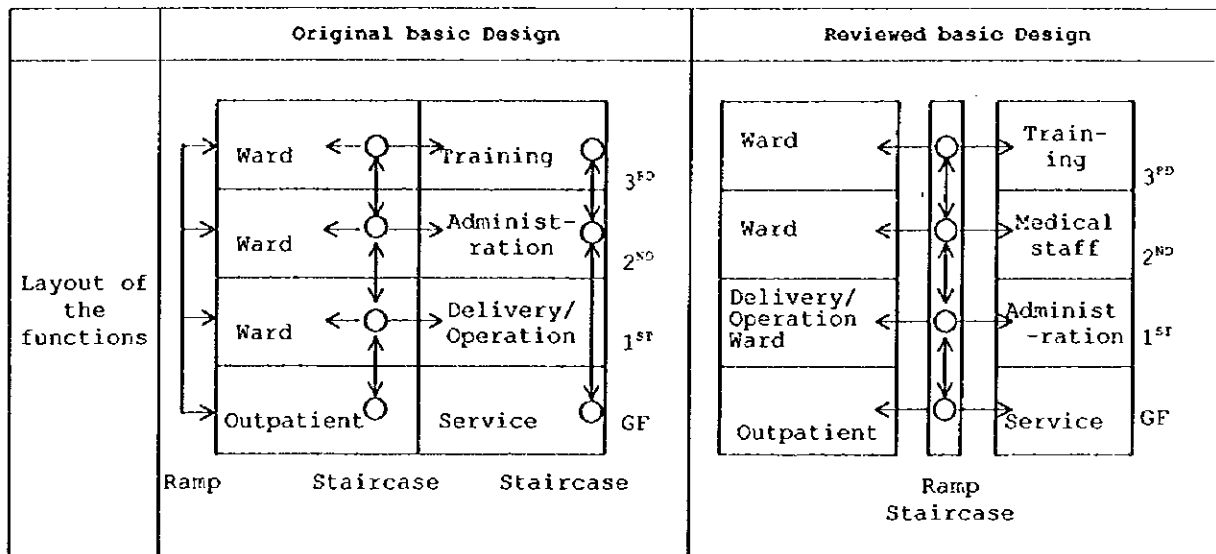 Original basic Design
Reviewed basic Design
Layout of
the
functions
Ward
Training
3RD
Ward
Administ-
ration
2ND
Ward
Delivery/
Operation
1ST
Outpatient
Service
GF
Ramp
Staircase
Staircase
Ward
Train-
ing
3RD
Ward
Medical
staff
2ND
Delivery/
Operation
Ward
Administ
-ration
1ST
Outpatient
Service
GF
Ramp
Staircase